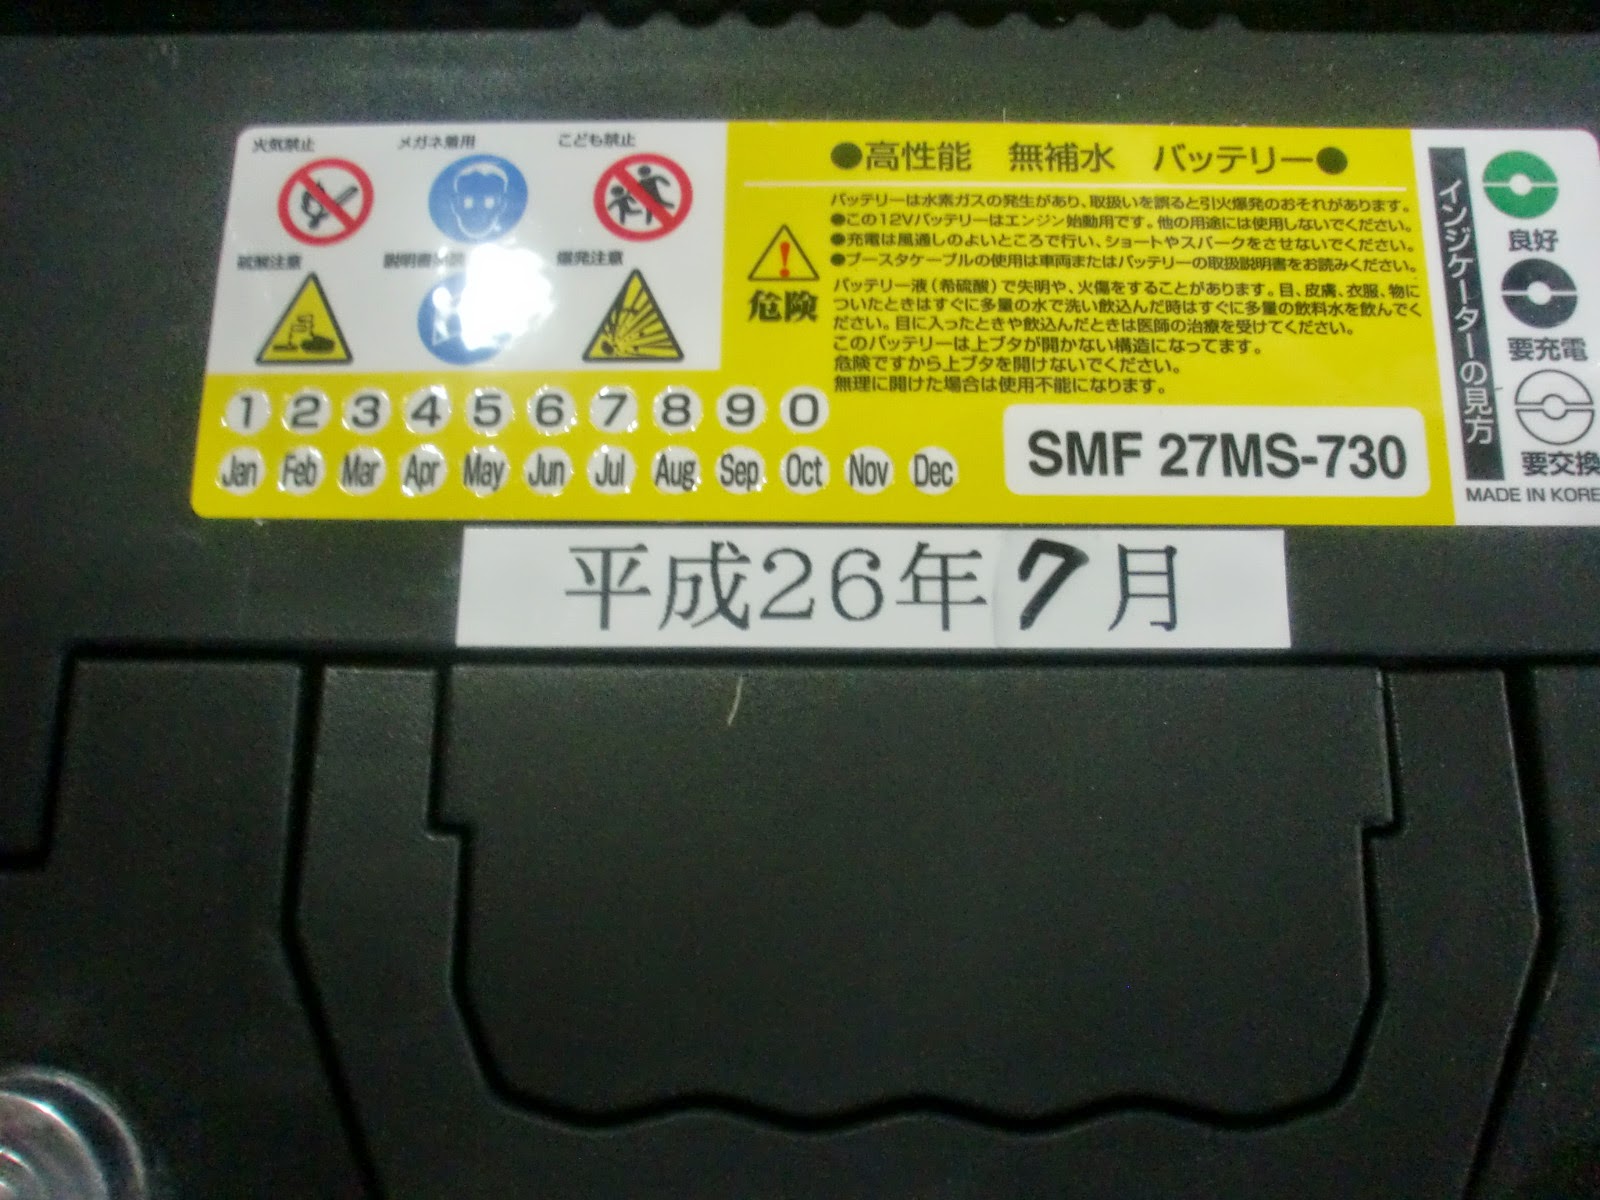 火気禁止 メガネ着用 こども禁止
硫酸注意 説明書 爆発注意
●高性能 無補水 バッテリー●
バッテリーは水素ガスの発生があり、取扱いを誤ると引火爆発のおそれがあります。
●この12Vバッテリーはエンジン始動用です。他の用途には使用しないでください。
●充電は風通しのよいところで行い、ショートやスパークをさせないでください。
●ブースタケーブルの使用は車両またはバッテリーの取扱説明書をお読みください。
危険
バッテリー液(希硫酸)で失明や、火傷をすることがあります。目、皮膚、衣服、物に
ついたときはすぐに多量の水で洗い飲込んだ時はすぐに多量の飲料水を飲んでく
ださい。目に入ったときや飲込んだときは医師の治療を受けてください。
このバッテリーは上ブタが開かない構造になってます。
危険ですから上ブタを開けないでください。
無理に開けた場合は使用不能になります。
1 2 3 4 5 6 7 8 9 0
Jan Feb Mar Apr May Jun Jul Aug Sep Oct Nov Dec
SMF 27MS-730
インジケーターの見方
良好
要充電
要交換
MADE IN KORE
平成26年7月